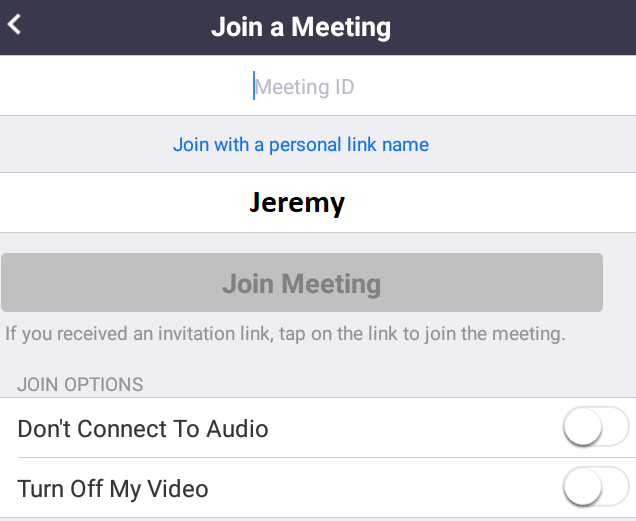 Join a Meeting
Meeting ID
Join with a personal link name
Jeremy
Join Meeting
If you received an invitation link, tap on the link to join the meeting.
JOIN OPTIONS
Don't Connect To Audio
Turn Off My Video